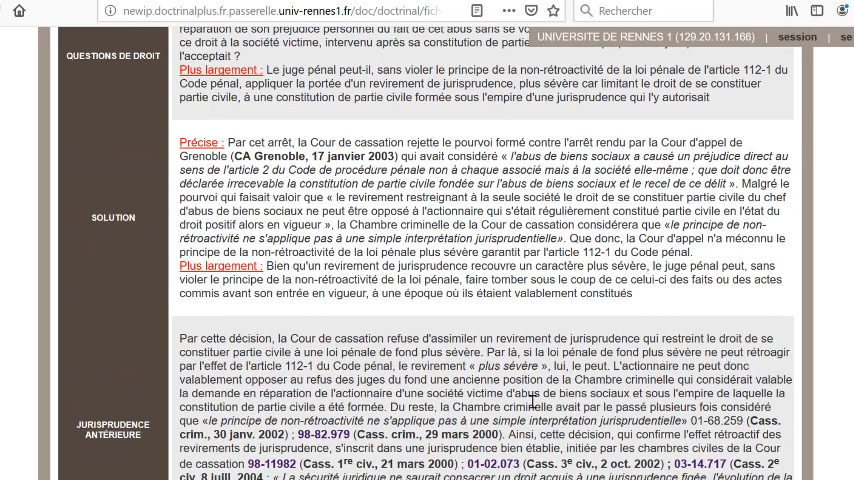 newip.doctrinalplus.fr.passerelle.univ-rennes1.fr/doc/doctrinal/fich
Rechercher
UNIVERSITE DE RENNES 1 (129.20.131.166) | session | se
réparation de son préjudice personnel du fait de cet abus sans se
ce droit à la société victime, intervenu après sa constitution de partie
l'acceptait ?
QUESTIONS DE DROIT
Plus largement : Le juge pénal peut-il, sans violer le principe de la non-rétroactivité de la loi pénale de l'article 112-1 du
Code pénal, appliquer la portée d'un revirement de jurisprudence, plus sévère car limitant le droit de se constituer
partie civile, à une constitution de partie civile formée sous l'empire d'une jurisprudence qui l'y autorisait
Précise : Par cet arrêt, la Cour de cassation rejette le pourvoi formé contre l'arrêt rendu par la Cour d'appel de
Grenoble (CA Grenoble, 17 janvier 2003) qui avait considéré « l'abus de biens sociaux a causé un préjudice direct au
sens de l'article 2 du Code de procédure pénale non à chaque associé mais à la société elle-même ; que doit donc être
déclarée irrecevable la constitution de partie civile fondée sur l'abus de biens sociaux et le recel de ce délit ». Malgré le
pourvoi qui faisait valoir que « le revirement restreignant à la seule société le droit de se constituer partie civile du chef
d'abus de biens sociaux ne peut être opposé à l'actionnaire qui s'était régulièrement constitué partie civile en l'état du
SOLUTION
droit positif alors en vigueur », la Chambre criminelle de la Cour de cassation considérera que «le principe de non-
rétroactivité ne s'applique pas à une simple interprétation jurisprudentielle». Que donc, la Cour d'appel n'a méconnu le
principe de la non-rétroactivité de la loi pénale plus sévère garantit par l'article 112-1 du Code pénal.
Plus largement : Bien qu'un revirement de jurisprudence recouvre un caractère plus sévère, le juge pénal peut, sans
violer le principe de la non-rétroactivité de la loi pénale, faire tomber sous le coup de ce celui-ci des faits ou des actes
commis avant son entrée en vigueur, à une époque où ils étaient valablement constitués
Par cette décision, la Cour de cassation refuse d'assimiler un revirement de jurisprudence qui restreint le droit de se
constituer partie civile à une loi pénale de fond plus sévère. Par là, si la loi pénale de fond plus sévère ne peut rétroagir
par l'effet de l'article 112-1 du Code pénal, le revirement « plus sévère », lui, le peut. L'actionnaire ne peut donc
valablement opposer au refus des juges du fond une ancienne position de la Chambre criminelle qui considérait valable
la demande en réparation de l'actionnaire d'une société victime d'abus de biens sociaux et sous l'empire de laquelle la
constitution de partie civile a été formée. Du reste, la Chambre criminelle avait par le passé plusieurs fois considéré
JURISPRUDENCE
ANTÉRIEURE
que «le principe de non-rétroactivité ne s'applique pas à une simple interprétation jurisprudentielle» 01-68.259 (Cass.
crim., 30 janv. 2002) ; 98-82.979 (Cass. crim., 29 mars 2000). Ainsi, cette décision, qui confirme l'effet rétroactif des
revirements de jurisprudence, s'inscrit dans une jurisprudence bien établie, initiée par les chambres civiles de la Cour
de cassation 98-11982 (Cass. 1re civ., 21 mars 2000) ; 01-02.073 (Cass. 3e civ., 2 oct. 2002) ; 03-14.717 (Cass. 2e
civ. 8 juill. 2004 : « La sécurité juridique ne saurait consacrer un droit acquis à une jurisprudence figée, l'évolution de la